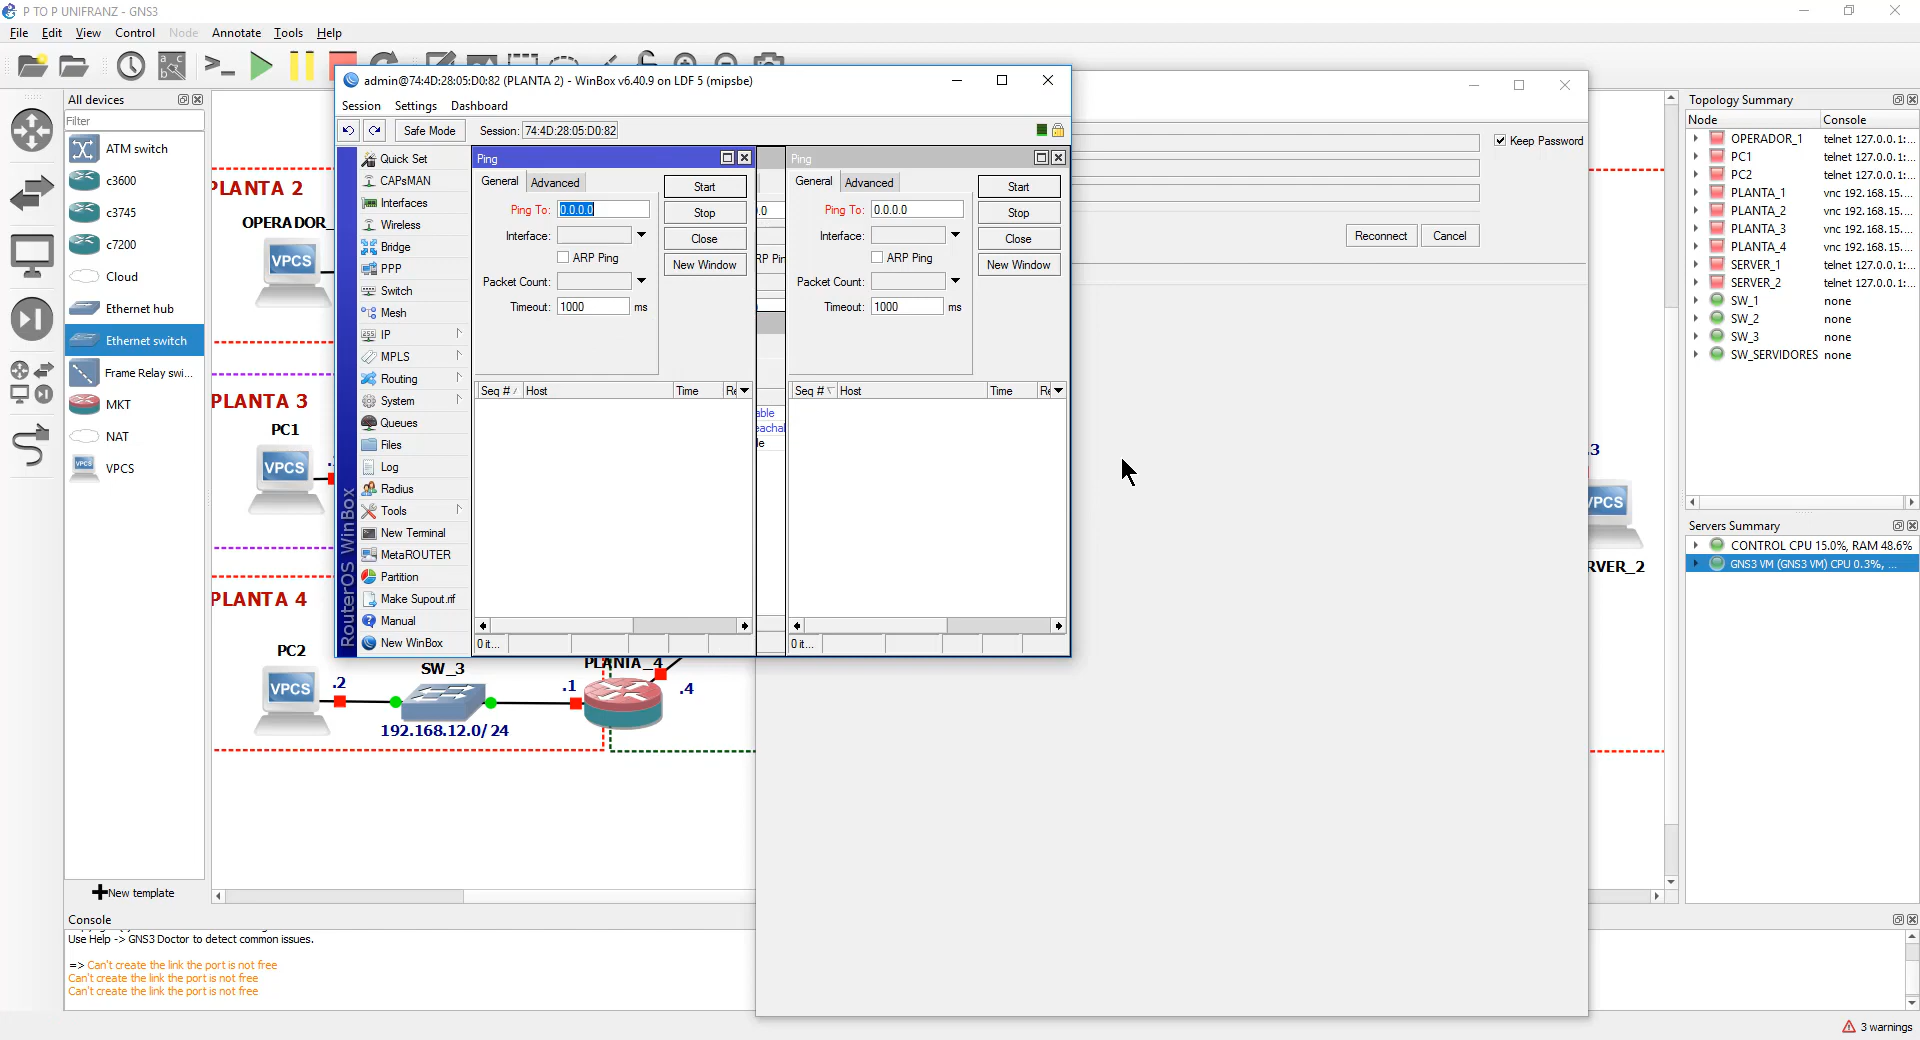 P TO P UNIFRANZ - GNS3
File Edit View Control Node Annotate Tools Help
All devices
Filter
ATM switch
c3600
c3745
c7200
Cloud
Ethernet hub
Ethernet switch
Frame Relay swi...
MKT
NAT
VPCS
New template
PLANTA 2
OPERADOR_
VPCS
PLANTA 3
PC1
VPCS
PLANTA 4
PC2
VPCS
.2
SW_3
192.168.12.0/24
.1
PLANTA_4
.4
admin@74:4D:28:05:D0:82 (PLANTA 2) - WinBox v6.40.9 on LDF 5 (mipsbe)
Session Settings Dashboard
Safe Mode Session: 74:4D:28:05:D0:82
RouterOS WinBox
Quick Set
CAPsMAN
Interfaces
Wireless
Bridge
PPP
Switch
Mesh
IP
MPLS
Routing
System
Queues
Files
Log
Radius
Tools
New Terminal
MetaROUTER
Partition
Make Supout.rif
Manual
New WinBox
Ping
General Advanced
Ping To: 0.0.0.0
Interface:
ARP Ping
Packet Count:
Timeout: 1000 ms
Start
Stop
Close
New Window
Seq # Host Time Re
0 it...
Ping
General Advanced
Ping To: 0.0.0.0
Interface:
ARP Ping
Packet Count:
Timeout: 1000 ms
Start
Stop
Close
New Window
Seq # Host Time Re
0 it...
Keep Password
Reconnect Cancel
.3
VPCS
RVER_2
Topology Summary
Node Console
OPERADOR_1 telnet 127.0.0.1:...
PC1 telnet 127.0.0.1:...
PC2 telnet 127.0.0.1:...
PLANTA_1 vnc 192.168.15....
PLANTA_2 vnc 192.168.15....
PLANTA_3 vnc 192.168.15....
PLANTA_4 vnc 192.168.15....
SERVER_1 telnet 127.0.0.1:...
SERVER_2 telnet 127.0.0.1:...
SW_1 none
SW_2 none
SW_3 none
SW_SERVIDORES none
Servers Summary
CONTROL CPU 15.0%, RAM 48.6%
GNS3 VM (GNS3 VM) CPU 0.3%, ...
Console
Use Help -> GNS3 Doctor to detect common issues.
=> Can't create the link the port is not free
Can't create the link the port is not free
Can't create the link the port is not free
3 warnings